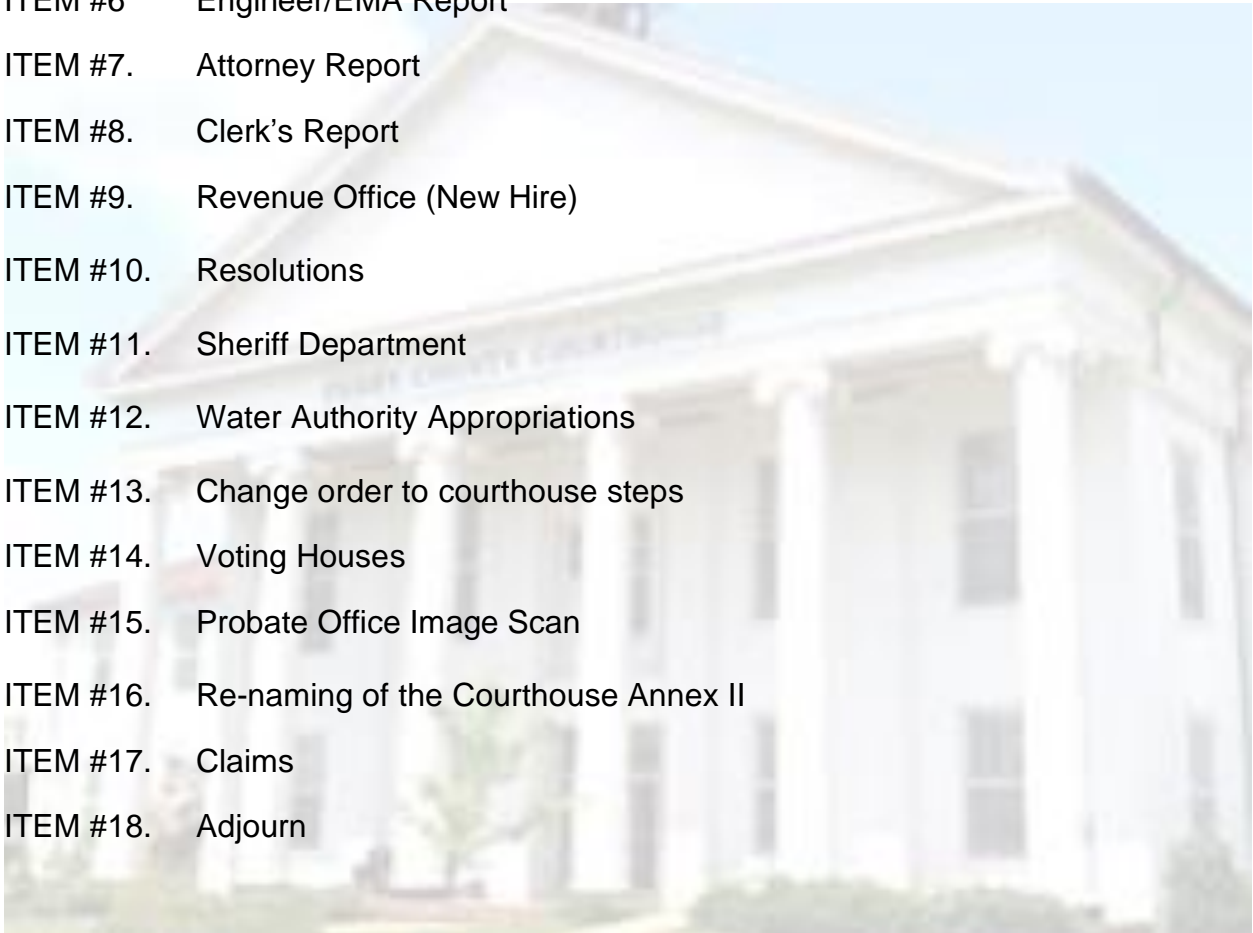 ITEM #6 Engineer/EMA Report
ITEM #7. Attorney Report
ITEM #8. Clerk’s Report
ITEM #9. Revenue Office (New Hire)
ITEM #10. Resolutions
ITEM #11. Sheriff Department
ITEM #12. Water Authority Appropriations
ITEM #13. Change order to courthouse steps
ITEM #14. Voting Houses
ITEM #15. Probate Office Image Scan
ITEM #16. Re-naming of the Courthouse Annex II
ITEM #17. Claims
ITEM #18. Adjourn
COUNTY COURTHOUSE